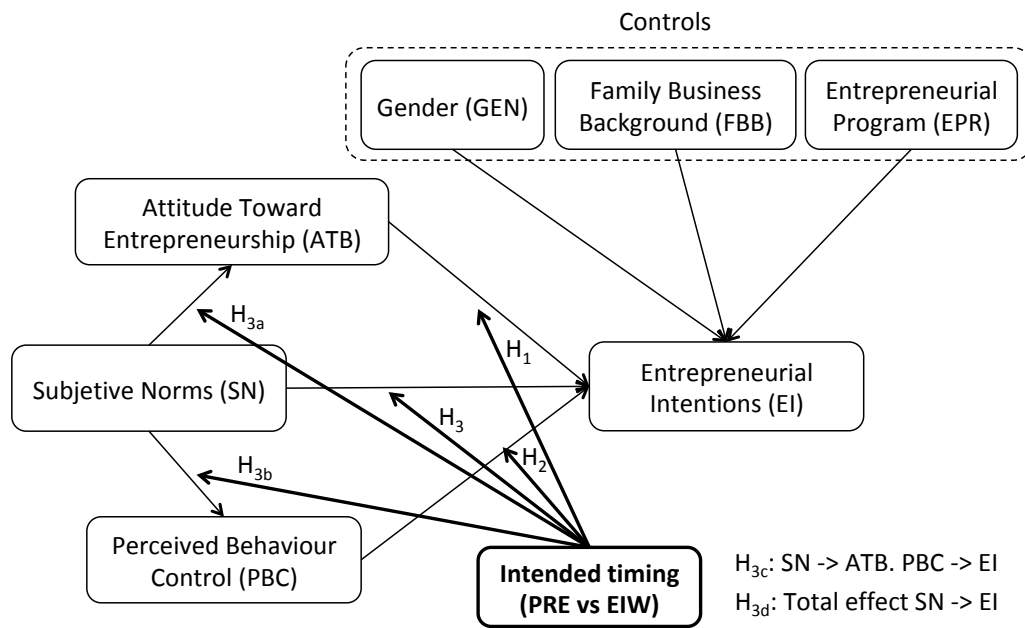 Controls
Gender (GEN)
Family Business
Background (FBB)
Entrepreneurial
Program (EPR)
Attitude Toward
Entrepreneurship (ATB)
H3a
H1
Subjetive Norms (SN)
Entrepreneurial
Intentions (EI)
H3
H2
H3b
Perceived Behaviour
Control (PBC)
Intended timing
(PRE vs EIW)
H3c: SN -> ATB. PBC -> EI
H3d: Total effect SN -> EI